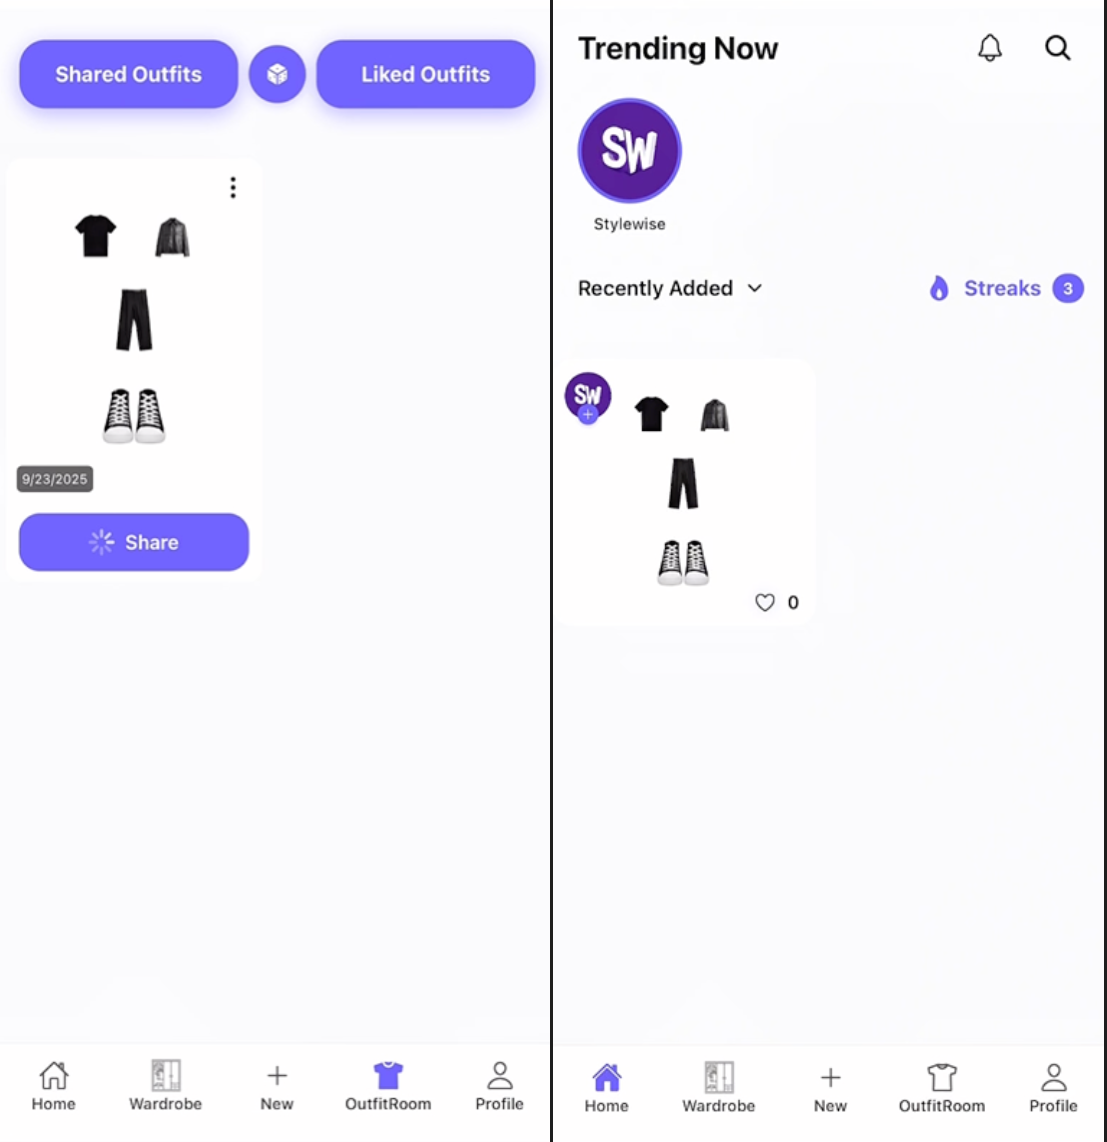 Shared Outfits
Liked Outfits
9/23/2025
Share
Home
Wardrobe
New
OutfitRoom
Profile
Trending Now
SW
Stylewise
Recently Added
Streaks 3
SW
0
Home
Wardrobe
New
OutfitRoom
Profile